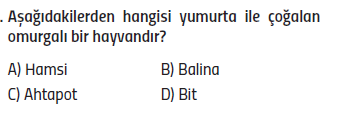 . Aşağıdakilerden hangisi yumurta ile çoğalan
omurgalı bir hayvandır?
A) Hamsi B) Balina
C) Ahtapot D) Bit